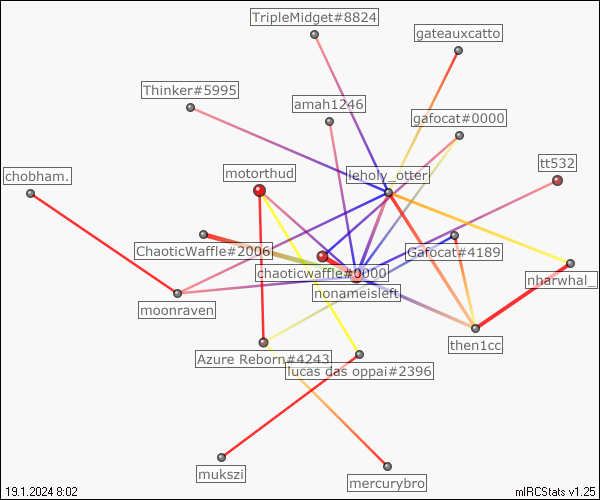 TripleMidget#8824
gateauxcatto
Thinker#5995
amah1246
gafocat#0000
tt532
chobham.
motorthud
leholy_otter
ChaoticWaffle#2006
Gafocat#4189
chaoticwaffle#0000
nharwhal_
nonameisleft
moonraven
then1cc
Azure Reborn#4243
lucas das oppai#2396
mukszi
mercurybro
19.1.2024 8:02
mIRCStats v1.25